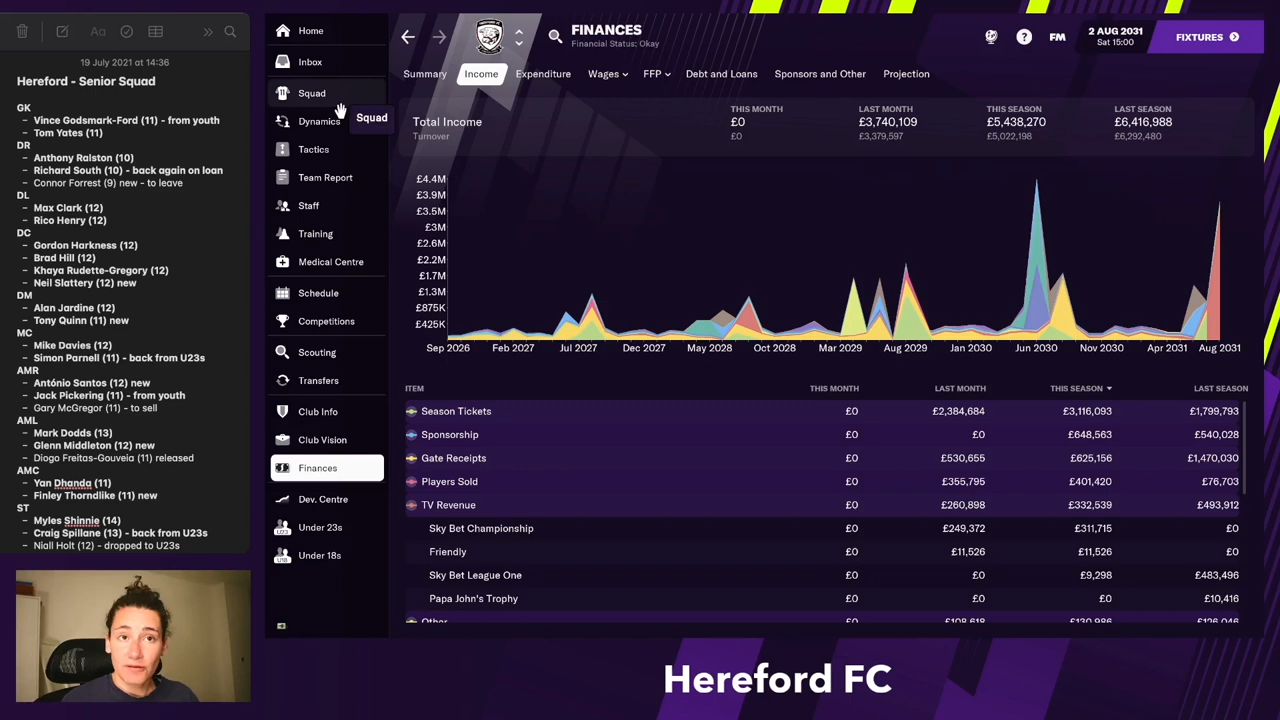 19 July 2021 at 14:36
Hereford - Senior Squad
GK
– Vince Godsmark-Ford (11) - from youth
– Tom Yates (11)
DR
– Anthony Ralston (10)
– Richard South (10) - back again on loan
– Connor Forrest (9) new - to leave
DL
– Max Clark (12)
– Rico Henry (12)
DC
– Gordon Harkness (12)
– Brad Hill (12)
– Khaya Rudette-Gregory (12)
– Neil Slattery (12) new
DM
– Alan Jardine (12)
– Tony Quinn (11) new
MC
– Mike Davies (12)
– Simon Parnell (11) - back from U23s
AMR
– António Santos (12) new
– Jack Pickering (11) - from youth
– Gary McGregor (11) - to sell
AML
– Mark Dodds (13)
– Glenn Middleton (12) new
– Diogo Freitas-Gouveia (11) released
AMC
– Yan Dhanda (11)
– Finley Thorndlike (11) new
ST
– Myles Shinnie (14)
– Craig Spillane (13) - back from U23s
– Niall Holt (12) - dropped to U23s
Home
Inbox
Squad
Squad
Dynamics
Tactics
Team Report
Staff
Training
Medical Centre
Schedule
Competitions
Scouting
Transfers
Club Info
Club Vision
Finances
Dev. Centre
Under 23s
Under 18s
FINANCES
Financial Status: Okay
FM
2 AUG 2031
Sat 15:00
FIXTURES
Summary Income Expenditure Wages FFP Debt and Loans Sponsors and Other Projection
THIS MONTH LAST MONTH THIS SEASON LAST SEASON
Total Income £0 £3,740,109 £5,438,270 £6,416,988
Turnover £0 £3,379,597 £5,022,198 £6,292,480
£4.4M
£3.9M
£3.5M
£3M
£2.6M
£2.2M
£1.7M
£1.3M
£875K
£425K
Sep 2026 Feb 2027 Jul 2027 Dec 2027 May 2028 Oct 2028 Mar 2029 Aug 2029 Jan 2030 Jun 2030 Nov 2030 Apr 2031 Aug 2031
ITEM THIS MONTH LAST MONTH THIS SEASON LAST SEASON
Season Tickets £0 £2,384,684 £3,116,093 £1,799,793
Sponsorship £0 £0 £648,563 £540,028
Gate Receipts £0 £530,655 £625,156 £1,470,030
Players Sold £0 £355,795 £401,420 £76,703
TV Revenue £0 £260,898 £332,539 £493,912
Sky Bet Championship £0 £249,372 £311,715 £0
Friendly £0 £11,526 £11,526 £0
Sky Bet League One £0 £0 £9,298 £483,496
Papa John's Trophy £0 £0 £0 £10,416
Other £0 £108,618 £130,986 £126,046
Hereford FC